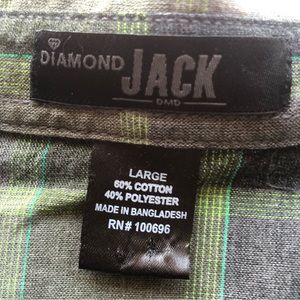 DIAMOND JACK
DMD
LARGE
60% COTTON
40% POLYESTER
MADE IN BANGLADESH
RN# 100696